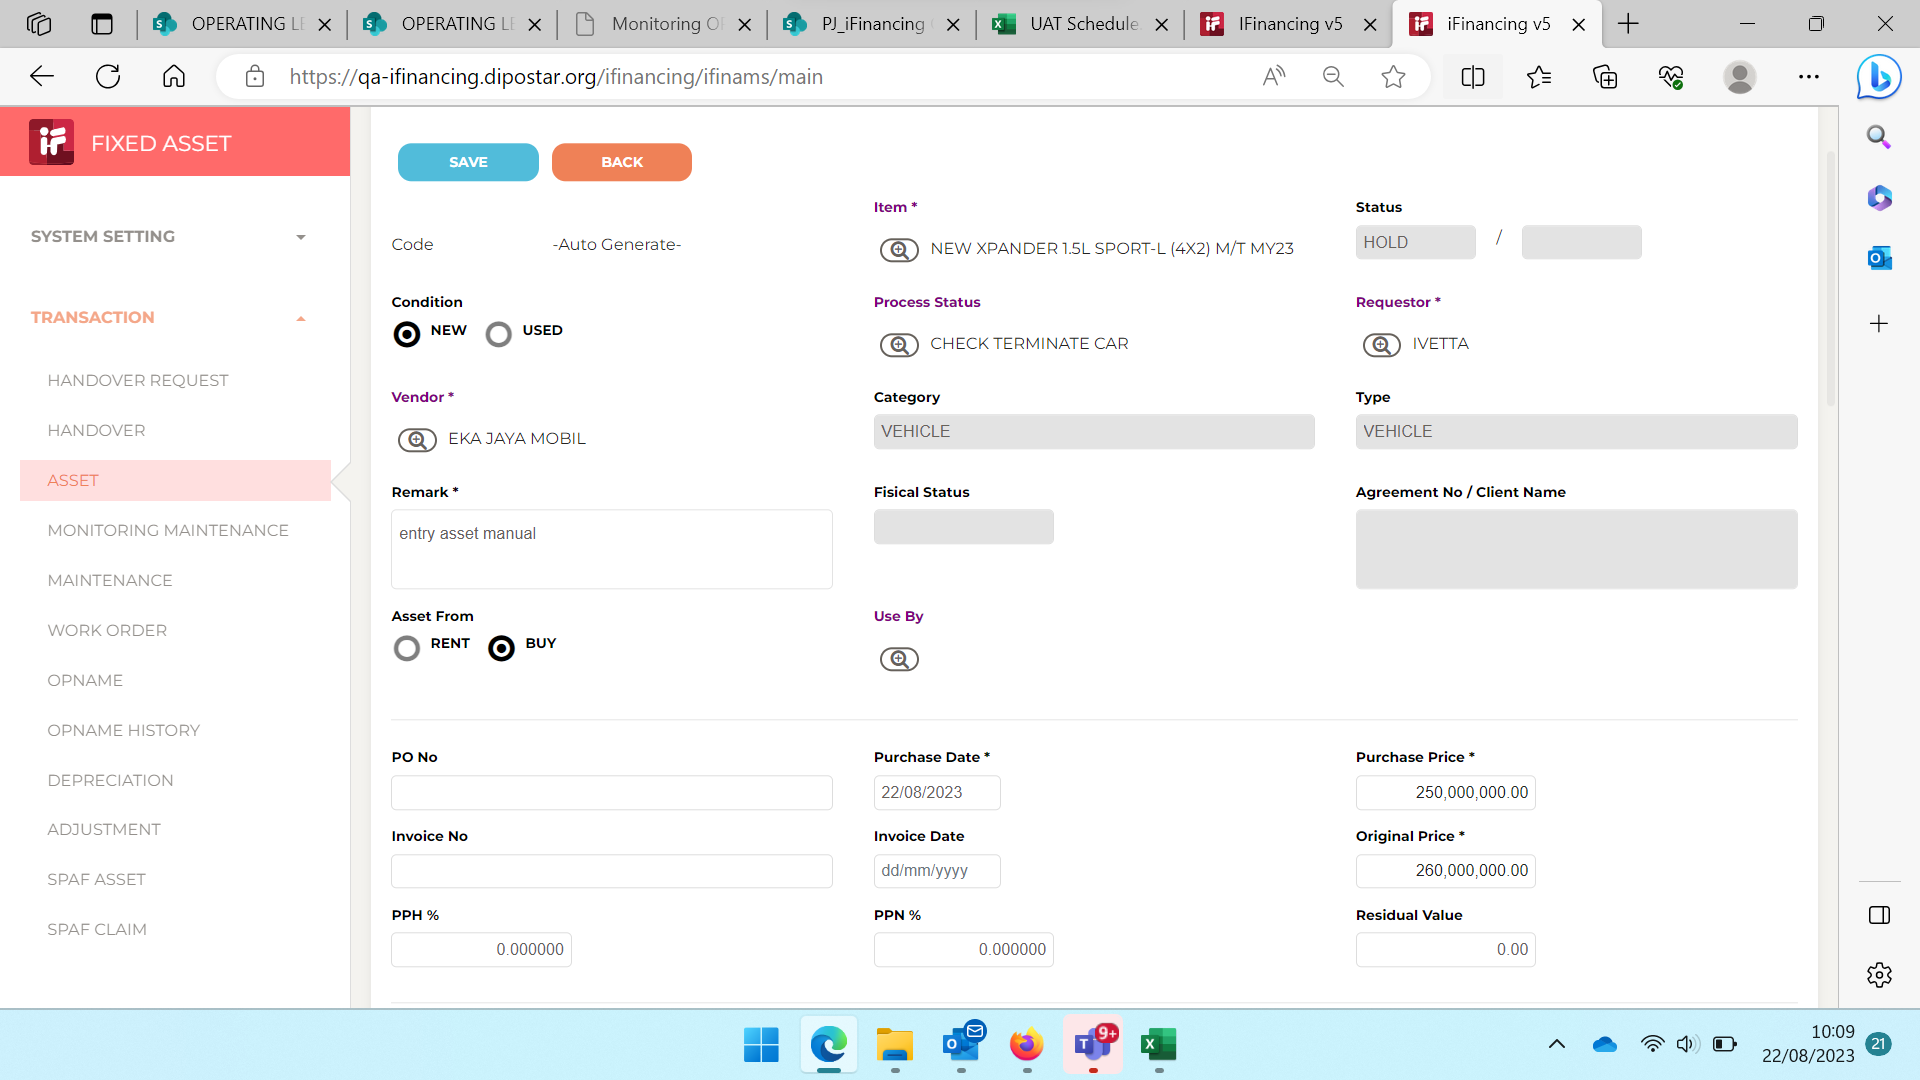 OPERATING LE
OPERATING LE
Monitoring OP
PJ_iFinancing
UAT Schedule.
IFinancing v5
iFinancing v5
https://qa-ifinancing.dipostar.org/ifinancing/ifinams/main
iF FIXED ASSET
SYSTEM SETTING
TRANSACTION
HANDOVER REQUEST
HANDOVER
ASSET
MONITORING MAINTENANCE
MAINTENANCE
WORK ORDER
OPNAME
OPNAME HISTORY
DEPRECIATION
ADJUSTMENT
SPAF ASSET
SPAF CLAIM
SAVE BACK
Item * Status
Code -Auto Generate- NEW XPANDER 1.5L SPORT-L (4X2) M/T MY23 HOLD /
Condition Process Status Requestor *
NEW USED CHECK TERMINATE CAR IVETTA
Vendor * Category Type
EKA JAYA MOBIL VEHICLE VEHICLE
Remark * Fisical Status Agreement No / Client Name
entry asset manual
Asset From Use By
RENT BUY
PO No Purchase Date * Purchase Price *
22/08/2023 250,000,000.00
Invoice No Invoice Date Original Price *
dd/mm/yyyy 260,000,000.00
PPH % PPN % Residual Value
0.000000 0.000000 0.00
9+
10:09
22/08/2023
21